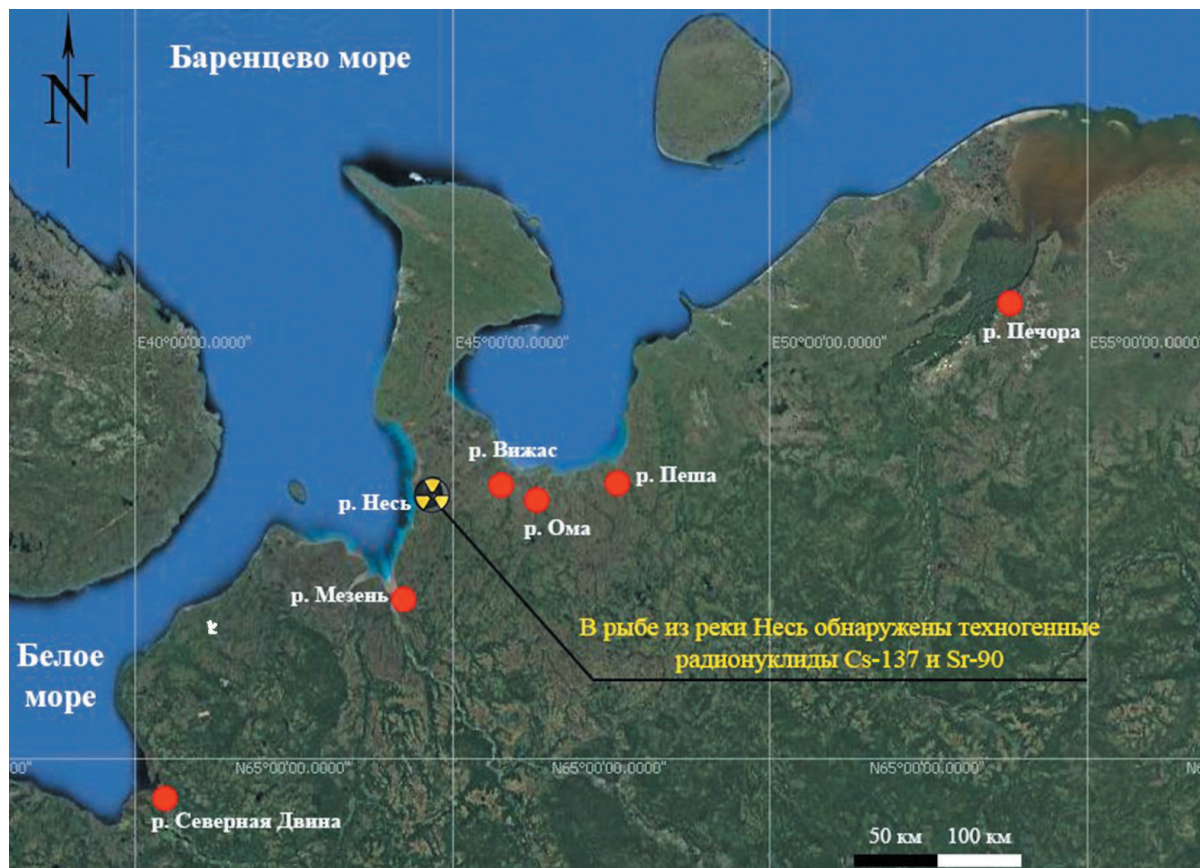 Баренцево море
N
E40°00'00.0000"
E45°00'00.0000"
E50°00'00.0000"
E55°00'00.0000"
р. Печора
р. Вижас
р. Пеша
р. Несь
р. Ома
р. Мезень
В рыбе из реки Несь обнаружены техногенные
радионуклиды Cs-137 и Sr-90
Белое
море
00"
N65°00'00.0000"
N65°00'00.0000"
N65°00'00.0000"
N6
р. Северная Двина
50 км
100 км